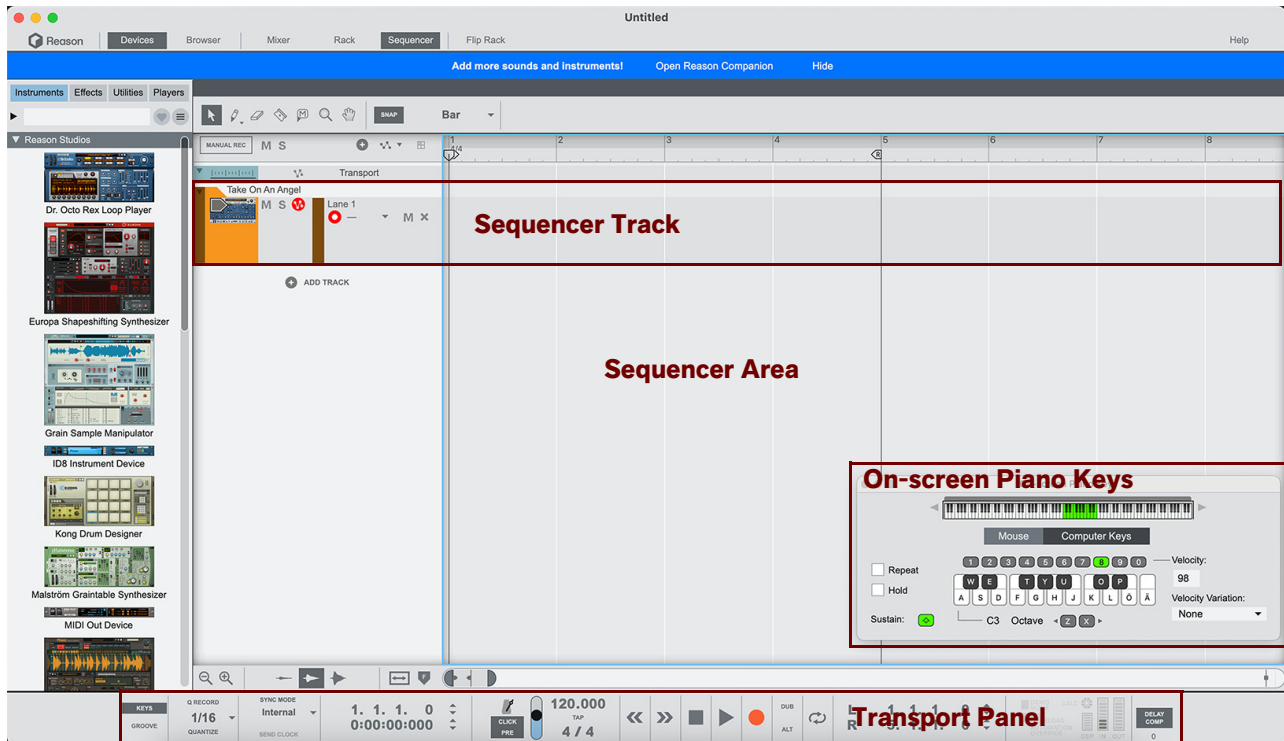 Untitled
Reason Devices Browser Mixer Rack Sequencer Flip Rack Help
Add more sounds and instruments! Open Reason Companion Hide
Instruments Effects Utilities Players
SNAP Bar
Reason Studios
MANUAL REC M S
1 2 3 4 5 6 7 8
4/4
R
Transport
Take On An Angel
M S Lane 1
M
Sequencer Track
ADD TRACK
Sequencer Area
Dr. Octo Rex Loop Player
Europa Shapeshifting Synthesizer
Grain Sample Manipulator
ID8 Instrument Device
Kong Drum Designer
Malström Graintable Synthesizer
MIDI Out Device
On-screen Piano Keys
Mouse Computer Keys
1 2 3 4 5 6 7 8 9 0
Velocity:
98
Repeat
Hold
W E T Y U O P
A S D F G H J K L Ö Ä
Velocity Variation:
None
Sustain: C3 Octave Z X
KEYS
GROOVE
Q RECORD
1/16
QUANTIZE
SYNC MODE
Internal
SEND CLOCK
1. 1. 1. 0
0:00:00:000
CLICK
PRE
120.000
TAP
4 / 4
DUB
ALT
L
R
Transport Panel
DSP IN OUT
DELAY
COMP
0